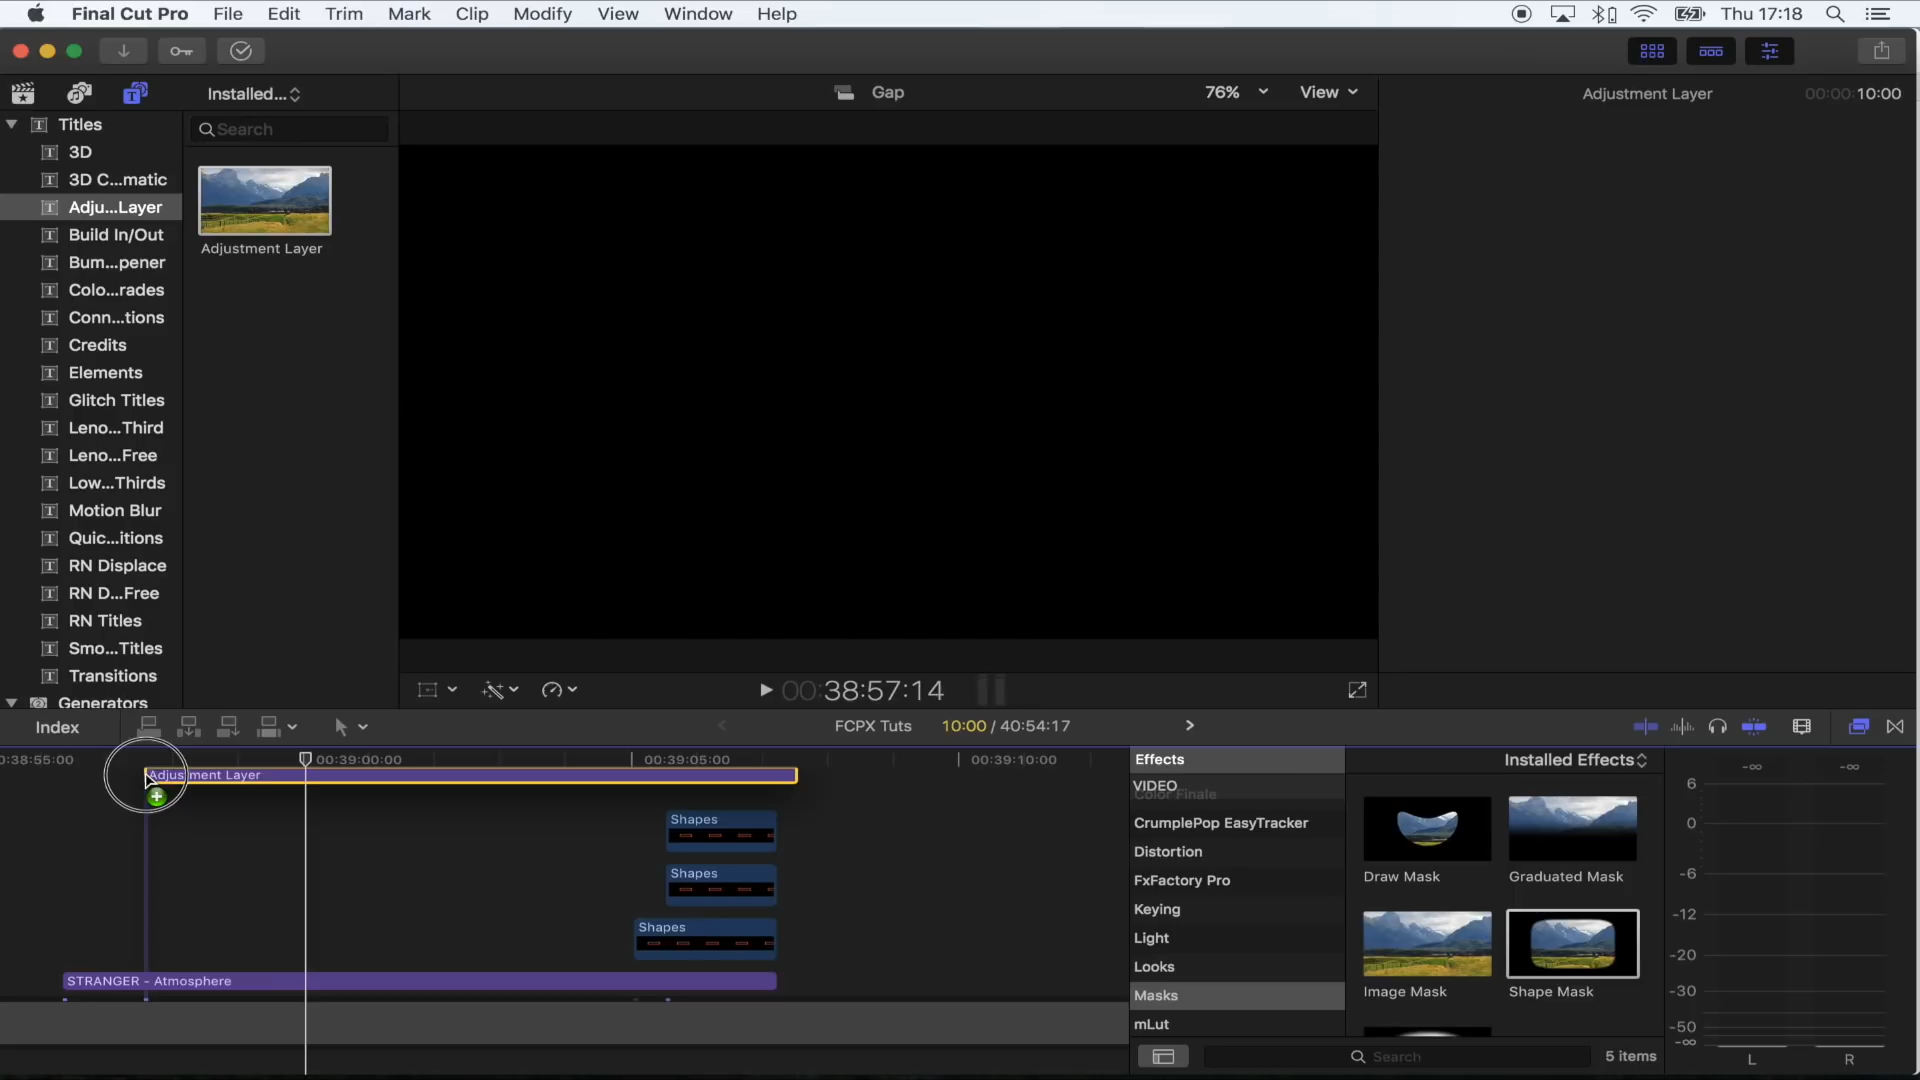 Final Cut Pro File Edit Trim Mark Clip Modify View Window Help Thu 17:18
Installed...
Gap 76% View
Adjustment Layer 00:00:10:00
Titles
Search
3D
3D C...matic
Adju...Layer
Build In/Out
Adjustment Layer
Bum...pener
Colo...rades
Conn...tions
Credits
Elements
Glitch Titles
Leno...Third
Leno...Free
Low...Thirds
Motion Blur
Quic...itions
RN Displace
RN D...Free
RN Titles
Smo...Titles
Transitions
Generators
00:38:57:14
Index
FCPX Tuts 10:00 / 40:54:17
0:38:55:00 00:39:00:00 00:39:05:00 00:39:10:00
Adjustment Layer
Shapes
Shapes
Shapes
STRANGER - Atmosphere
Effects
Installed Effects
VIDEO
Color Finale
CrumplePop EasyTracker
Distortion
FxFactory Pro
Keying
Light
Looks
Masks
mLut
Draw Mask
Graduated Mask
Image Mask
Shape Mask
Search
5 items
-∞ -∞
6
0
-6
-12
-20
-30
-50
-∞
L R